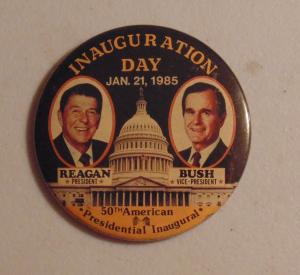 INAUGURATION
DAY
JAN. 21, 1985
REAGAN
• PRESIDENT •
BUSH
• VICE-PRESIDENT •
50TH American
• Presidential Inaugural •